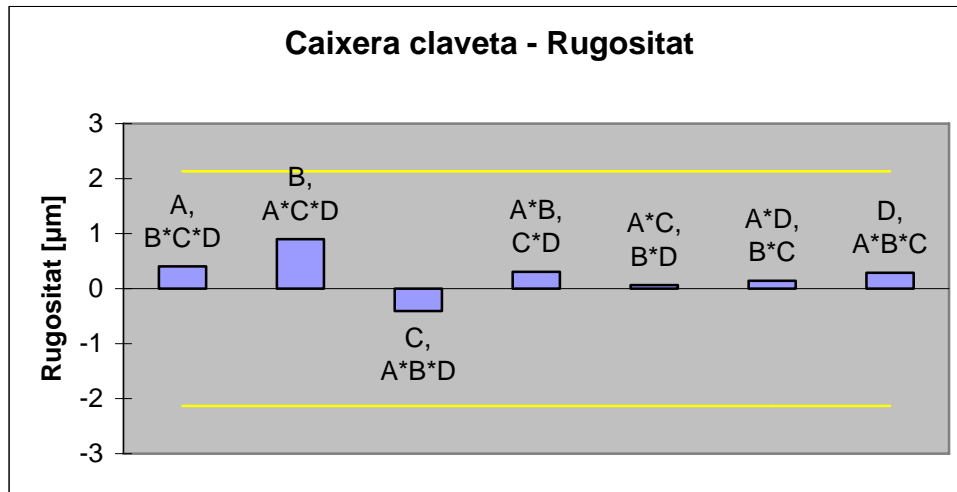 Caixera claveta - Rugositat
Rugositat [µm]
3
2
1
0
-1
-2
-3
A,
B*C*D
B,
A*C*D
C,
A*B*D
A*B,
C*D
A*C,
B*D
A*D,
B*C
D,
A*B*C